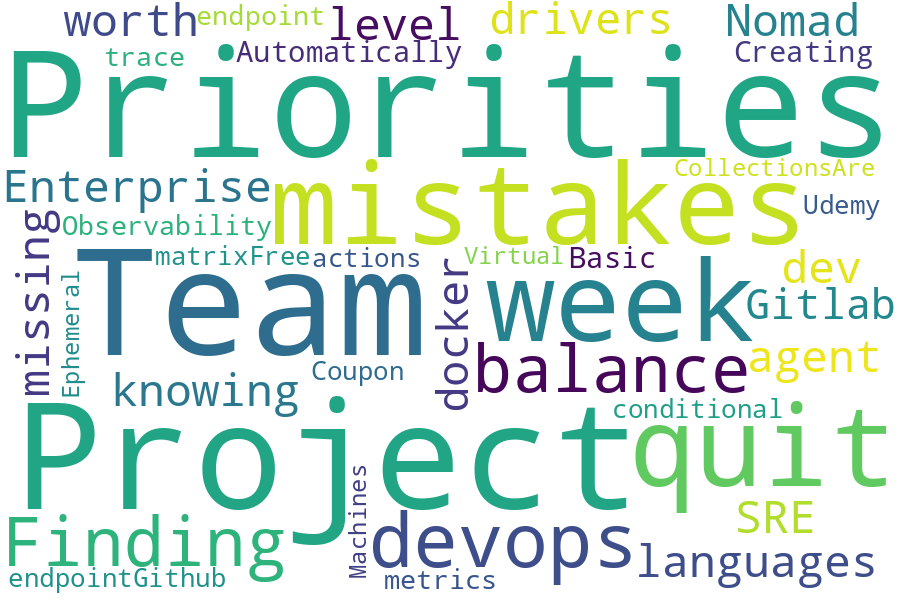 worth endpoint level drivers Nomad
trace Automatically Creating
Priorities
Enterprise mistakes CollectionsAre
Observability Udemy
missing
matrixFree actions Virtual Basic dev
Ephemeral Team docker week Gitlab
knowing Coupon balance agent
conditional
Project quit
Finding Machines devops SRE
endpointGithub metrics languages